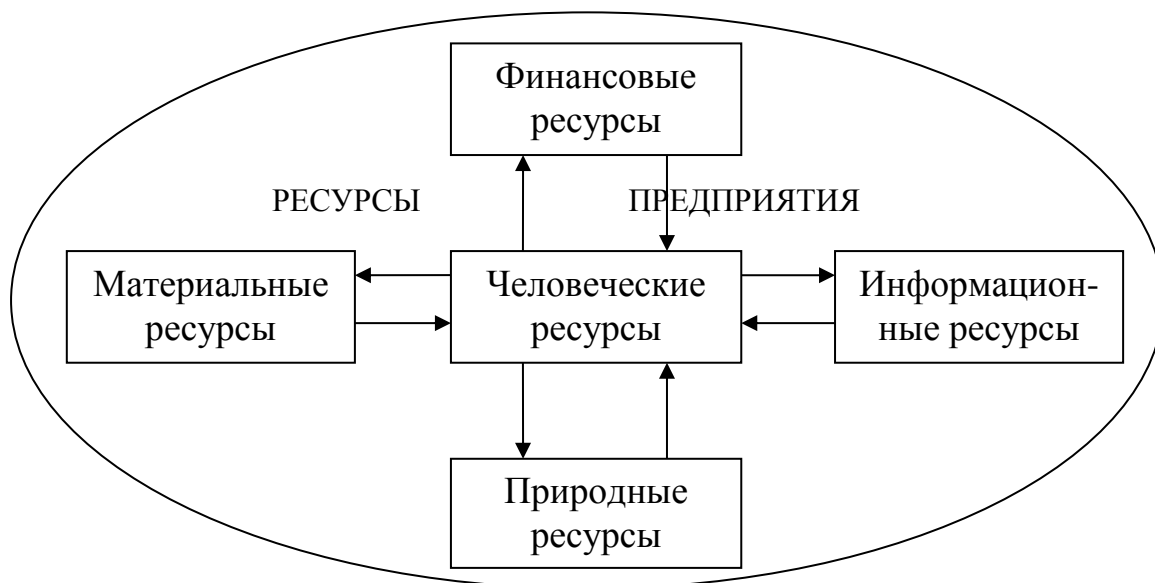 Финансовые
ресурсы
РЕСУРСЫ
ПРЕДПРИЯТИЯ
Материальные
ресурсы
Человеческие
ресурсы
Информацион-
ные ресурсы
Природные
ресурсы